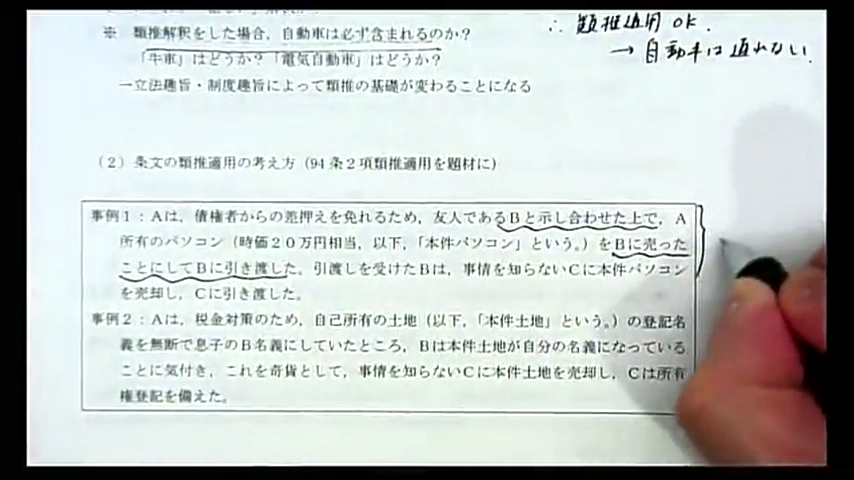 ※ 類推解釈をした場合，自動車は必ず含まれるのか？
「牛車」はどうか？「電気自動車」はどうか？
→立法趣旨・制度趣旨によって類推の基礎が変わることになる
∴ 類推適用 OK.
→ 自動車は通れない.
（2）条文の類推適用の考え方（94条２項類推適用を題材に）
事例１：Aは，債権者からの差押えを免れるため，友人であるBと示し合わせた上で，A
所有のパソコン（時価２０万円相当，以下，「本件パソコン」という。）をBに売った
ことにしてBに引き渡した。引渡しを受けたBは，事情を知らないCに本件パソコン
を売却し，Cに引き渡した。
事例２：Aは，税金対策のため，自己所有の土地（以下，「本件土地」という。）の登記名
義を無断で息子のB名義にしていたところ，Bは本件土地が自分の名義になっている
ことに気付き，これを奇貨として，事情を知らないCに本件土地を売却し，Cは所有
権登記を備えた。